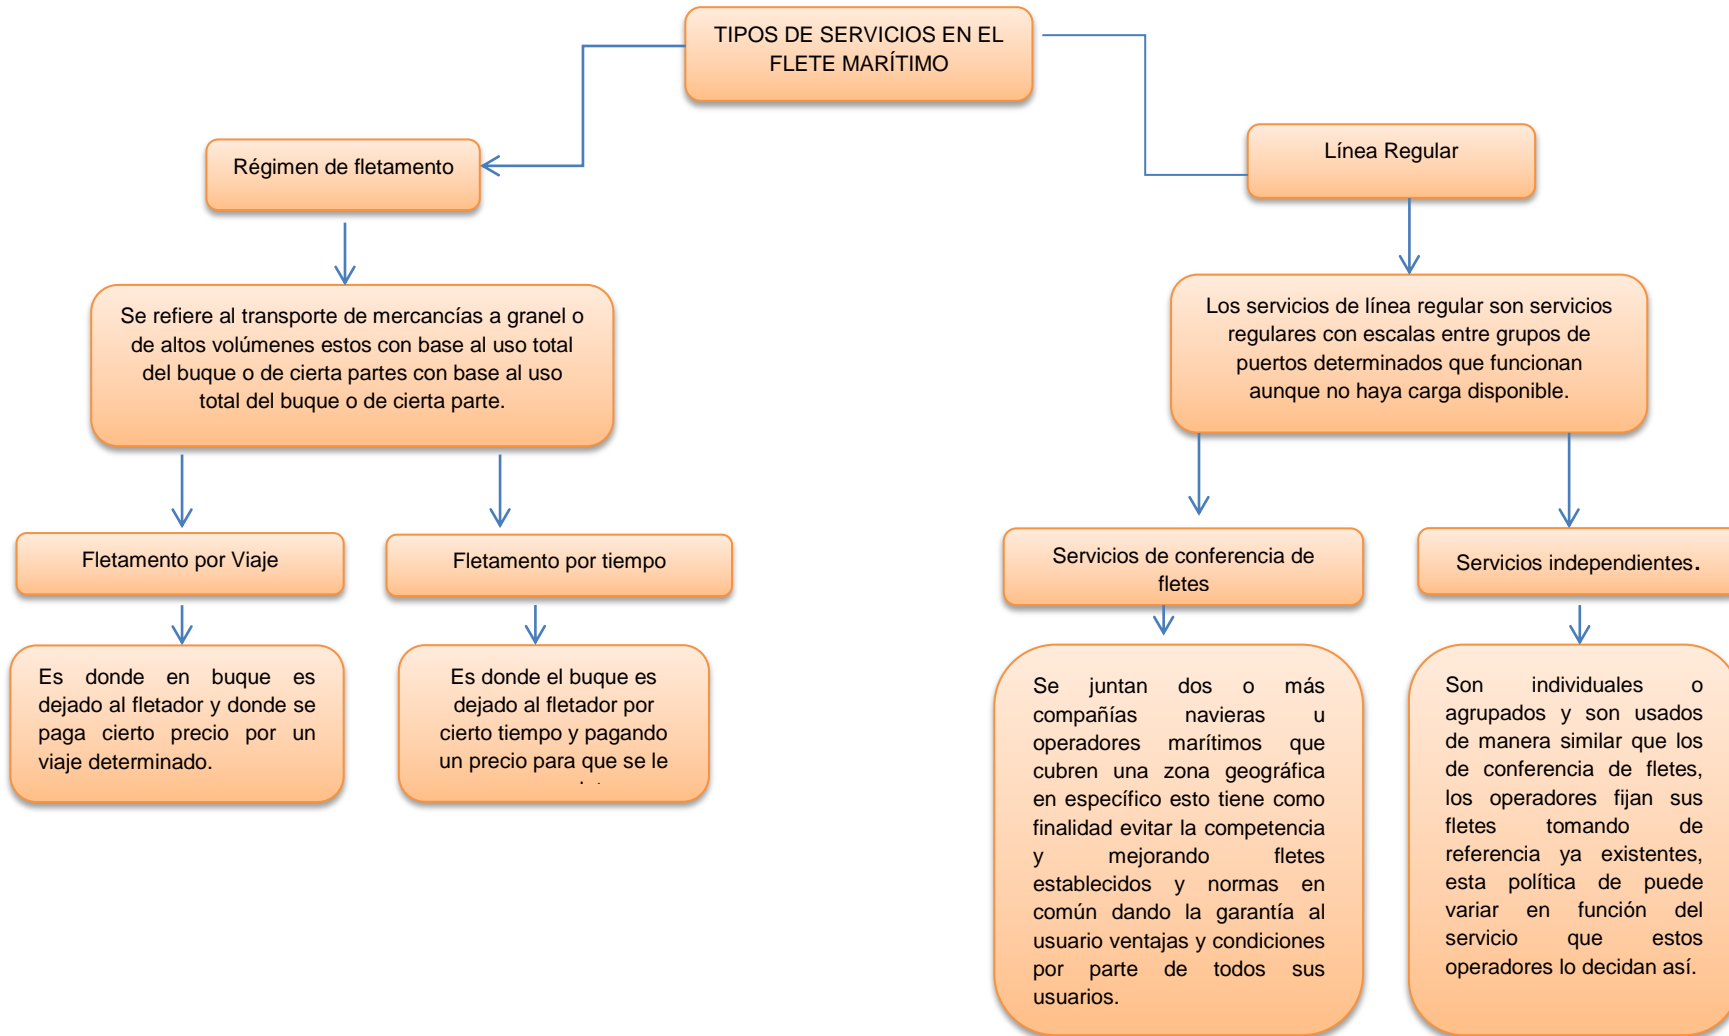 TIPOS DE SERVICIOS EN EL
FLETE MARÍTIMO
Régimen de fletamento
Línea Regular
Se refiere al transporte de mercancías a granel o
de altos volúmenes estos con base al uso total
del buque o de cierta partes con base al uso
total del buque o de cierta parte.
Los servicios de línea regular son servicios
regulares con escalas entre grupos de
puertos determinados que funcionan
aunque no haya carga disponible.
Fletamento por Viaje
Fletamento por tiempo
Servicios de conferencia de
fletes
Servicios independientes.
Es donde en buque es
dejado al fletador y donde se
paga cierto precio por un
viaje determinado.
Es donde el buque es
dejado al fletador por
cierto tiempo y pagando
un precio para que se le
Se juntan dos o más
compañías navieras u
operadores marítimos que
cubren una zona geográfica
en específico esto tiene como
finalidad evitar la competencia
y mejorando fletes
establecidos y normas en
común dando la garantía al
usuario ventajas y condiciones
por parte de todos sus
usuarios.
Son individuales o
agrupados y son usados
de manera similar que los
de conferencia de fletes,
los operadores fijan sus
fletes tomando de
referencia ya existentes,
esta política de puede
variar en función del
servicio que estos
operadores lo decidan así.